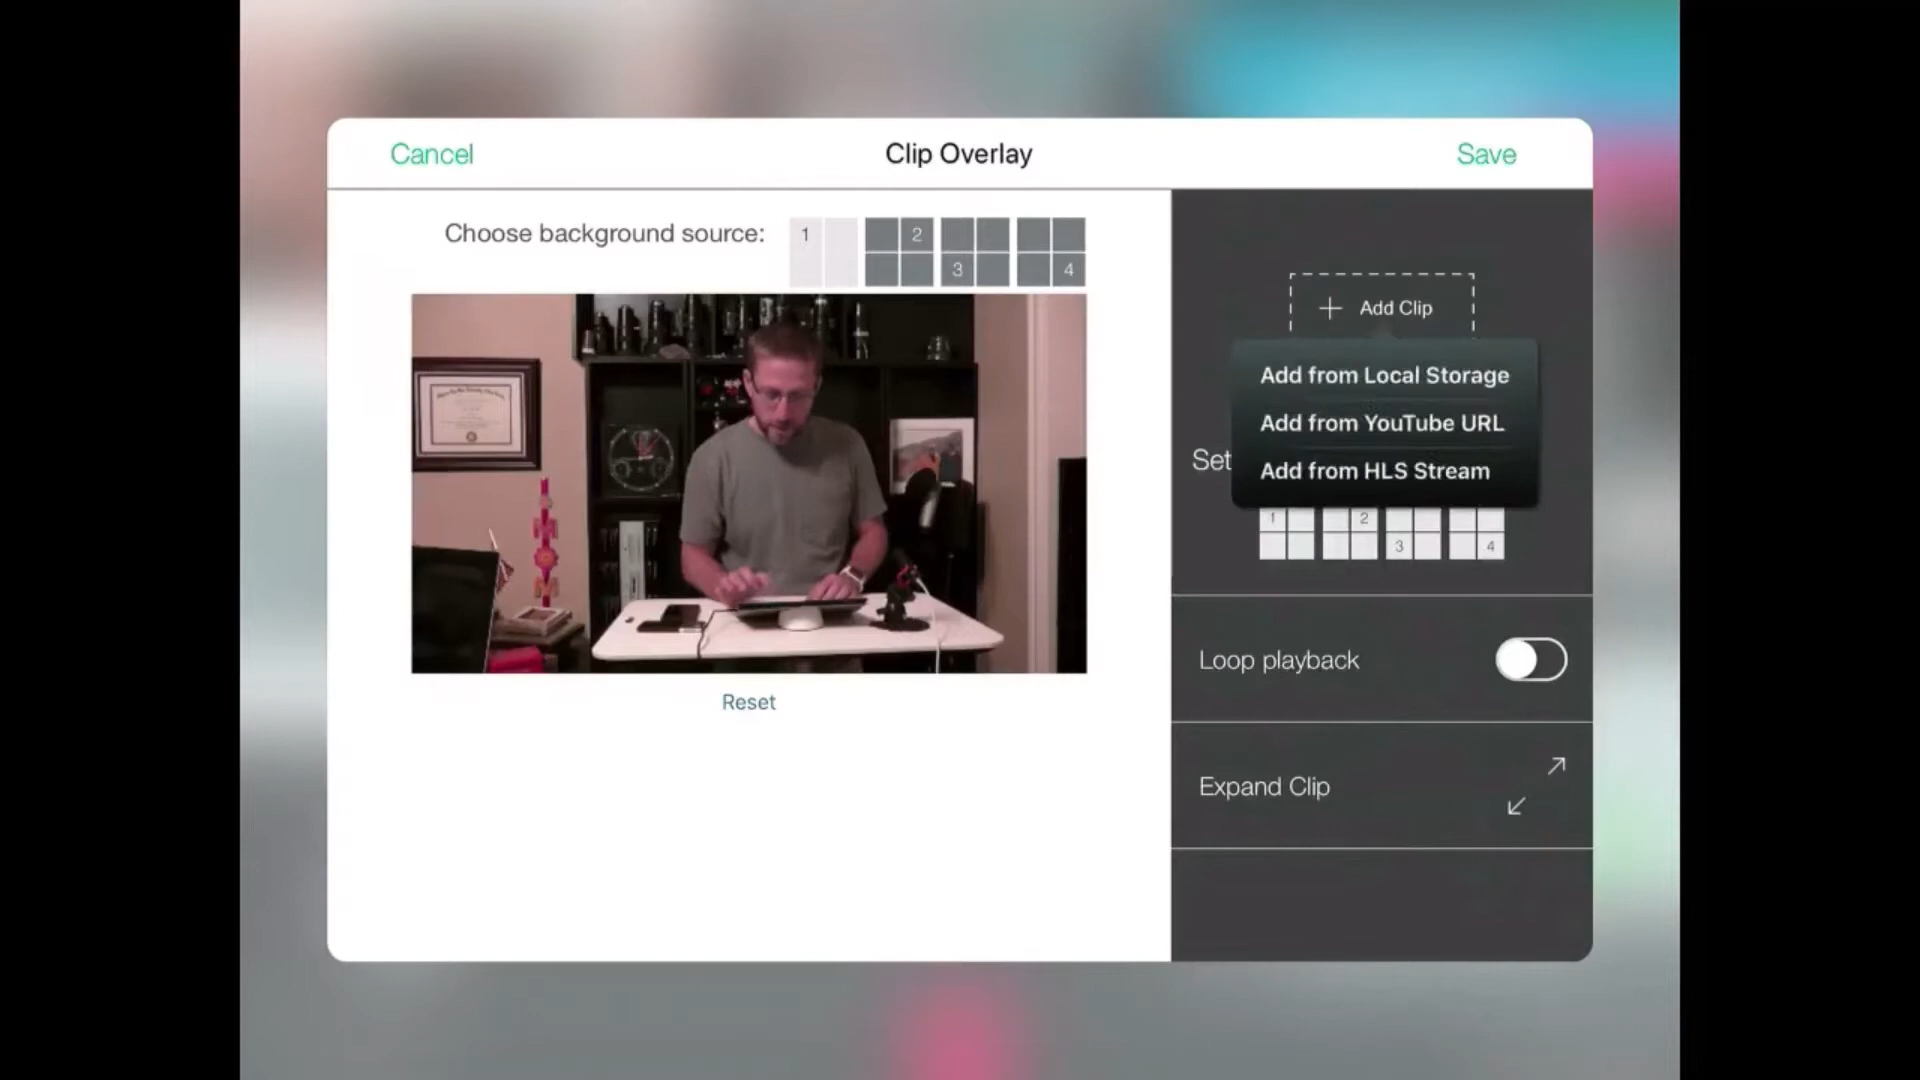 Cancel
Clip Overlay
Save
Choose background source:
1
2
3
4
+ Add Clip
Add from Local Storage
Add from YouTube URL
Add from HLS Stream
Set
1
2
3
4
Loop playback
Expand Clip
Reset